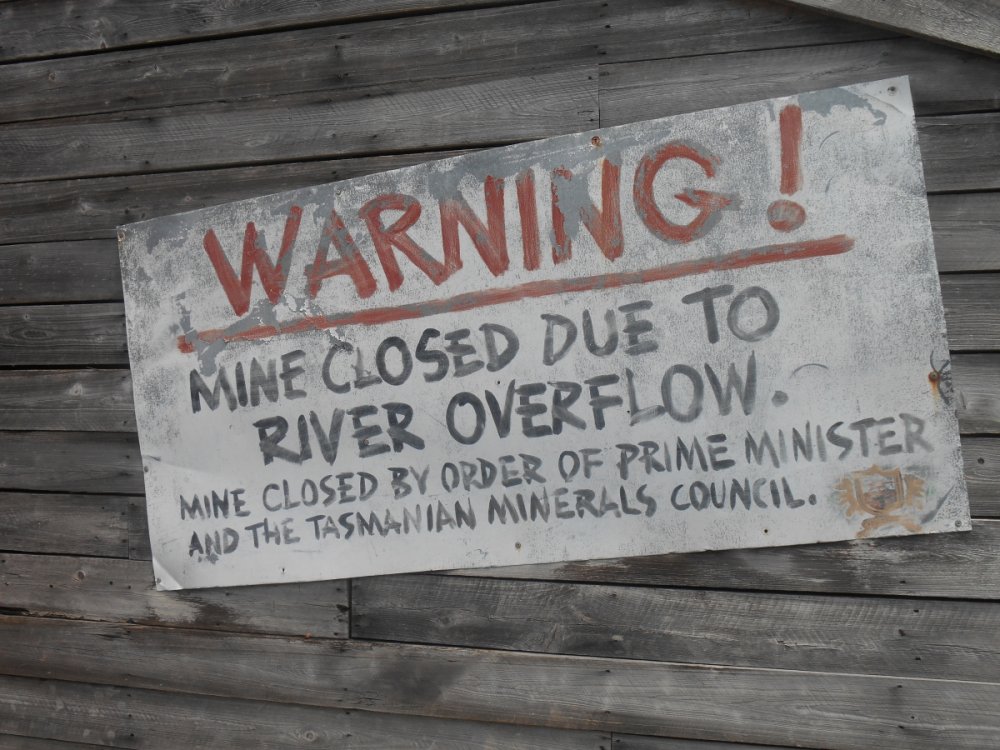 WARNING!
MINE CLOSED DUE TO
RIVER OVERFLOW.
MINE CLOSED BY ORDER OF PRIME MINISTER
AND THE TASMANIAN MINERALS COUNCIL.